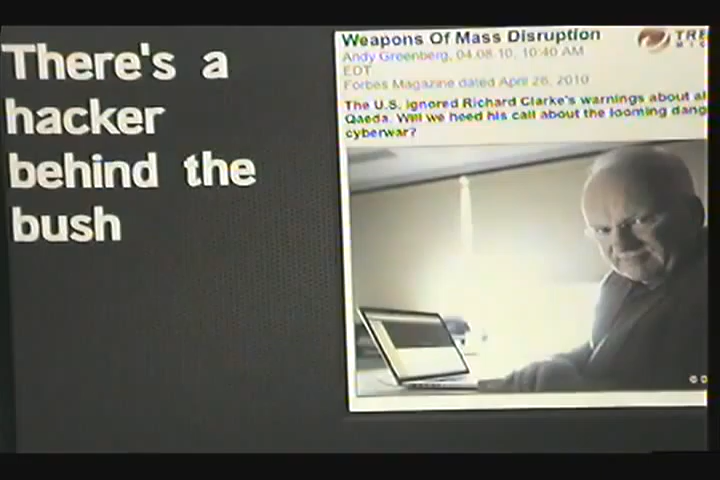 There's a
hacker
behind the
bush
Weapons Of Mass Disruption
Andy Greenberg, 04.08.10, 10:40 AM
EDT
Forbes Magazine dated April 26, 2010
The U.S. ignored Richard Clarke's warnings about al
Qaeda. Will we heed his call about the looming dang
cyberwar?
TRE